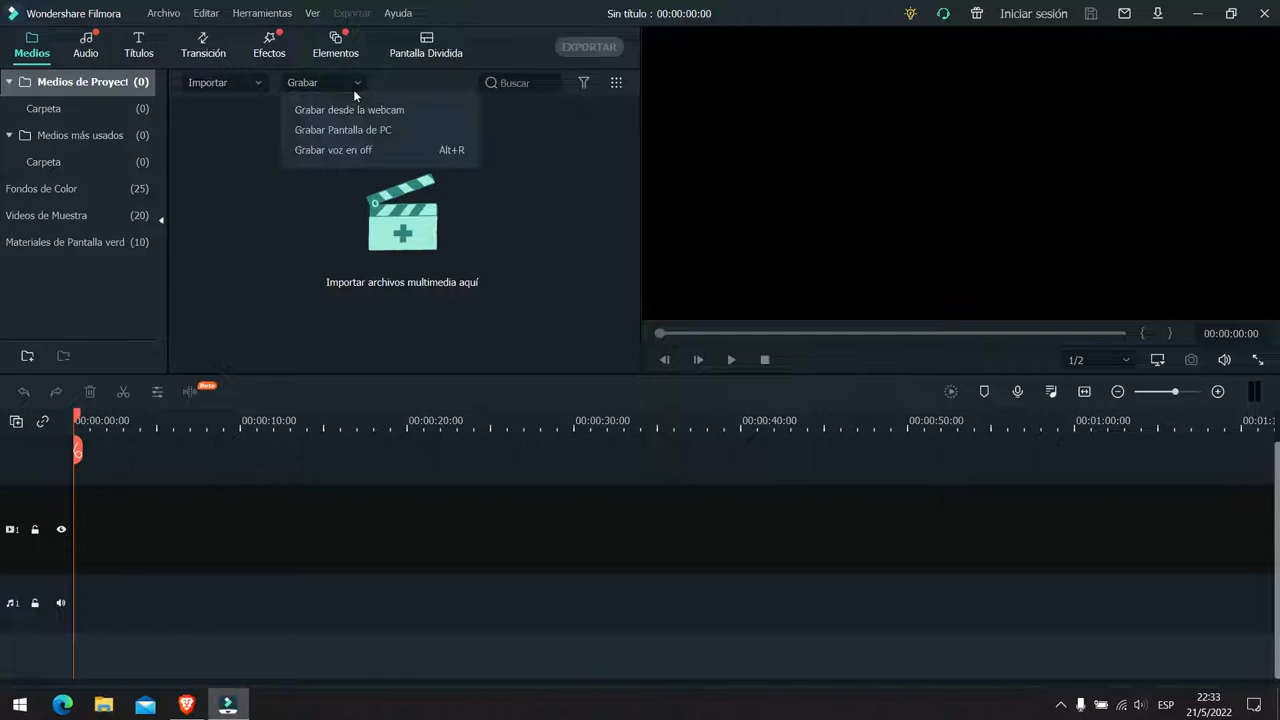 Wondershare Filmora
Archivo
Editar
Herramientas
Ver
Exportar
Ayuda
Sin título : 00:00:00:00
Iniciar sesión
Medios
Audio
Títulos
Transición
Efectos
Elementos
Pantalla Dividida
EXPORTAR
Medios de Proyect (0)
Carpeta (0)
Medios más usados (0)
Carpeta (0)
Fondos de Color (25)
Videos de Muestra (20)
Materiales de Pantalla verd (10)
Importar
Grabar
Buscar
Grabar desde la webcam
Grabar Pantalla de PC
Grabar voz en off Alt+R
Importar archivos multimedia aquí
{ } 00:00:00:00
1/2
Beta
00:00:00:00 00:00:10:00 00:00:20:00 00:00:30:00 00:00:40:00 00:00:50:00 00:01:00:00 00:01:1
1
1
ESP
22:33
21/5/2022